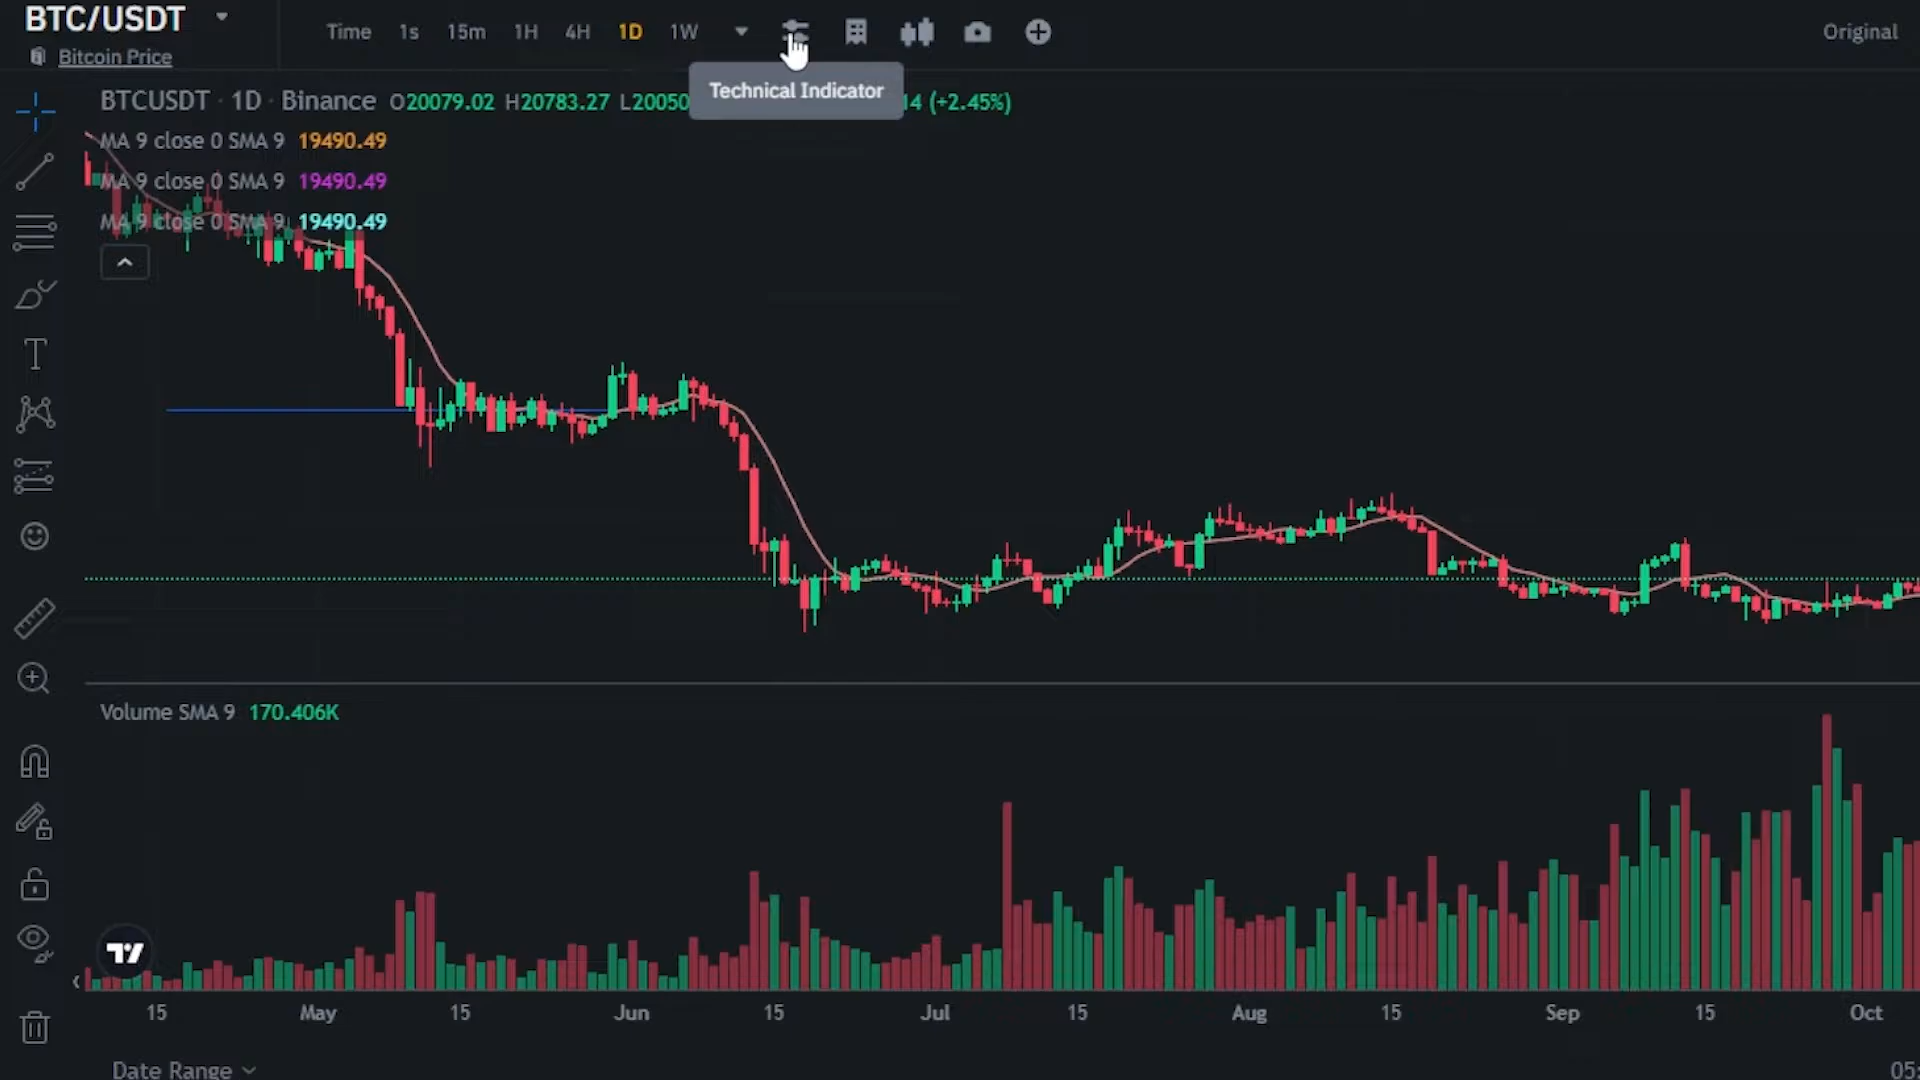 BTC/USDT
Time 1s 15m 1H 4H 1D 1W
Original
Bitcoin Price
Technical Indicator
BTCUSDT · 1D · Binance O20079.02 H20783.27 L20050 14 (+2.45%)
MA 9 close 0 SMA 9 19490.49
MA 9 close 0 SMA 9 19490.49
MA 9 close 0 SMA 9 19490.49
Volume SMA 9 170.406K
15 May 15 Jun 15 Jul 15 Aug 15 Sep 15 Oct
Date Range
05: